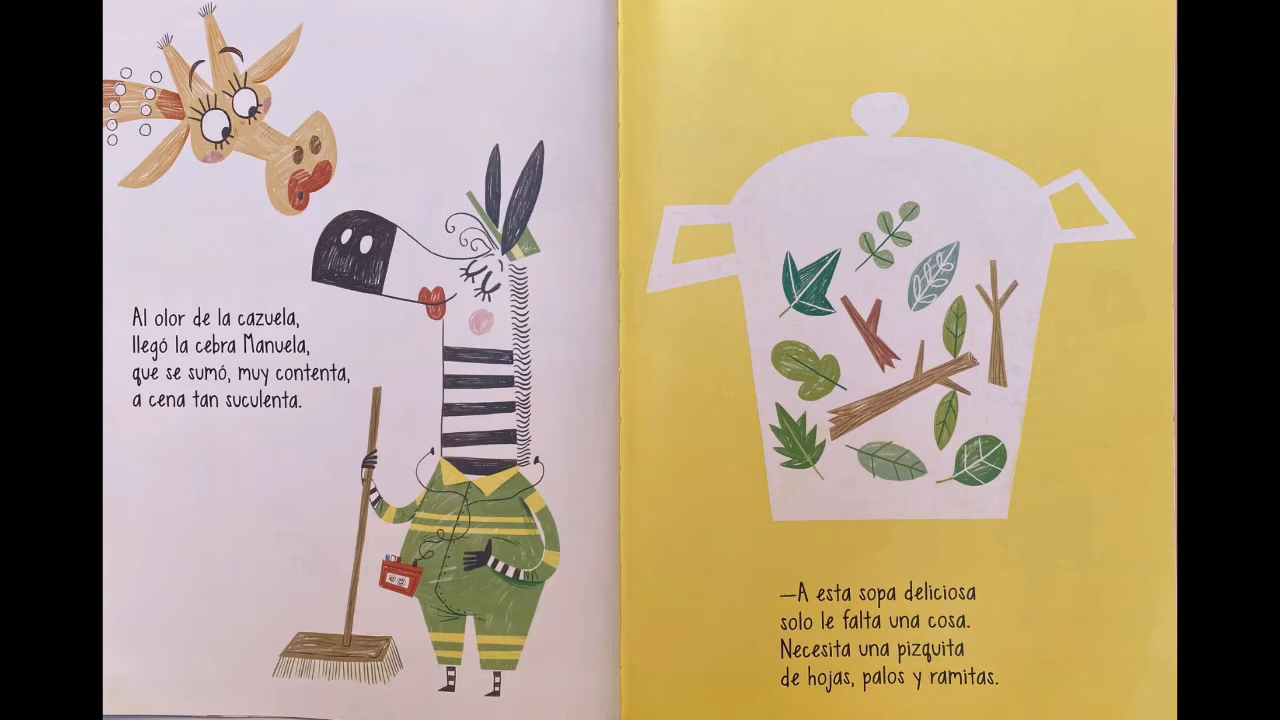 Al olor de la cazuela,
llegó la cebra Manuela,
que se sumó, muy contenta,
a cena tan suculenta.
—A esta sopa deliciosa
solo le falta una cosa.
Necesita una pizquita
de hojas, palos y ramitas.